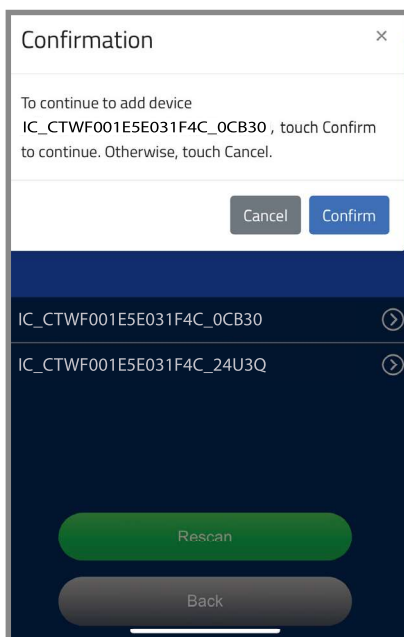 Confirmation ×
To continue to add device
IC_CTWF001E5E031F4C_0CB30 , touch Confirm
to continue. Otherwise, touch Cancel.
Cancel Confirm
IC_CTWF001E5E031F4C_0CB30
IC_CTWF001E5E031F4C_24U3Q
Rescan
Back